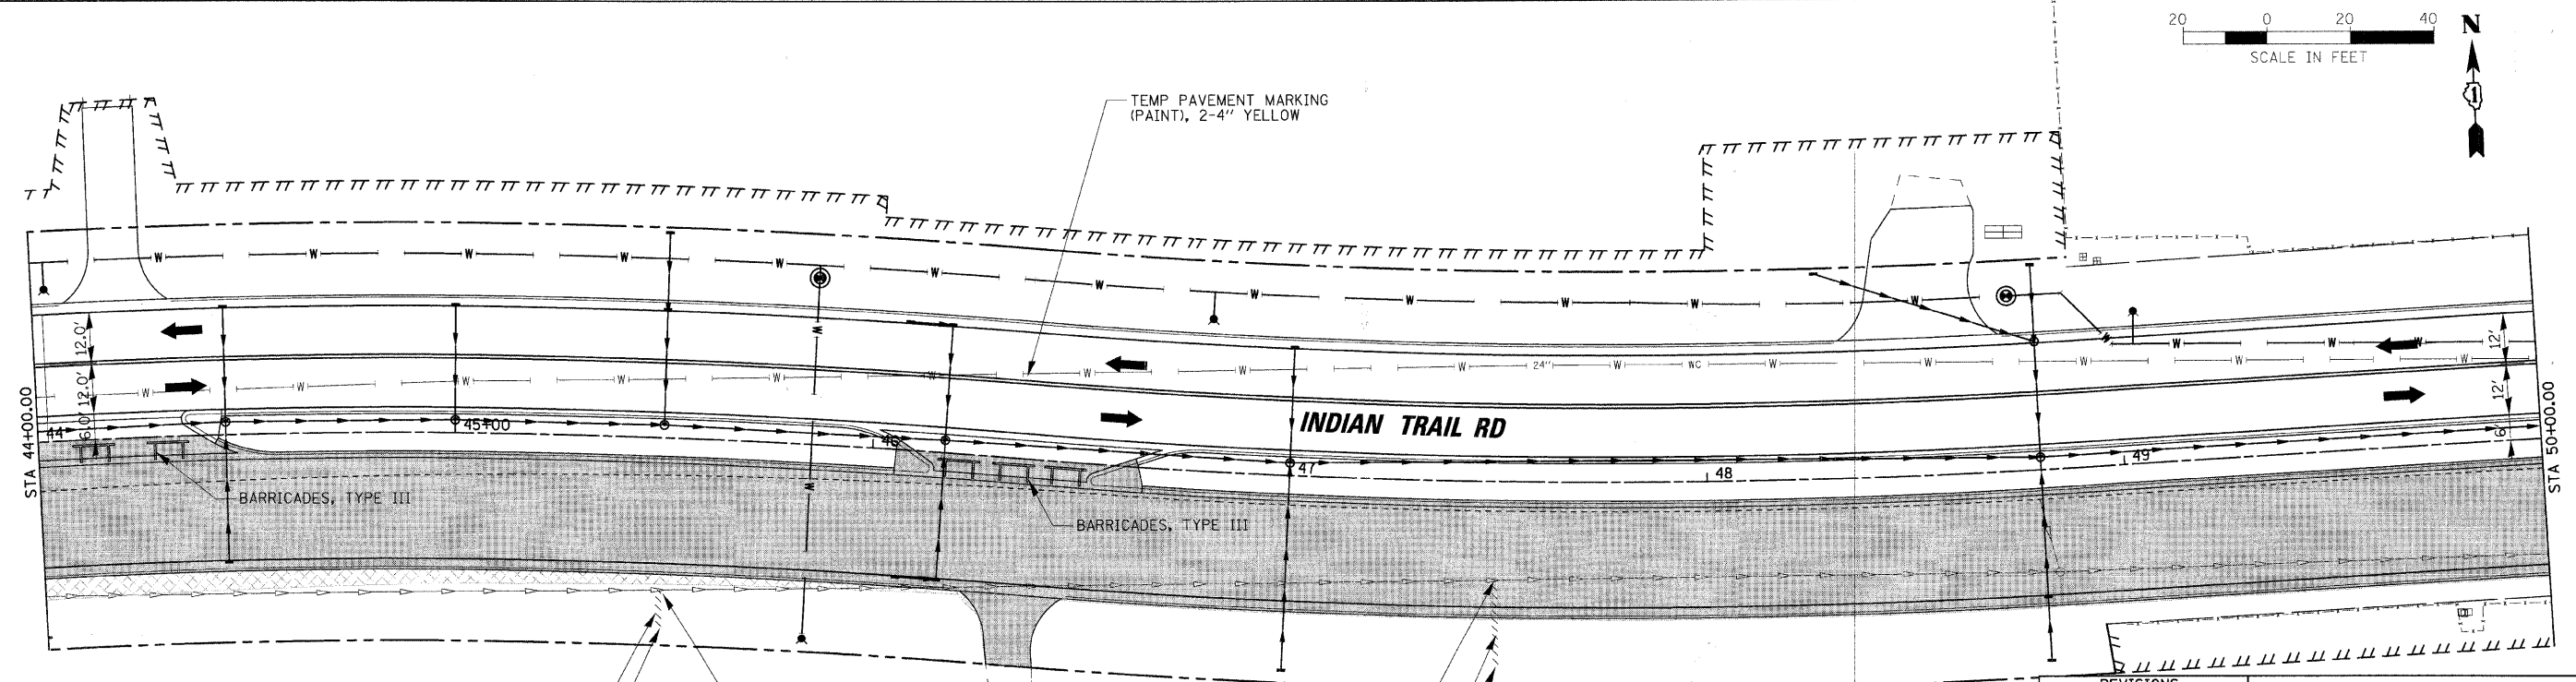 20 0 20 40
SCALE IN FEET
N
1
TEMP PAVEMENT MARKING
(PAINT), 2-4" YELLOW
W W W W W W W W W W W W
W
W W W W W
12.0'
12.0'
6.0'
12'
12'
6'
W W W W W W W W W W 24" W WC W W W W
W
STA 44+00.00
44
45+00
46
47
48
49
INDIAN TRAIL RD
STA 50+00.00
BARRICADES, TYPE III
BARRICADES, TYPE III
REVISIONS